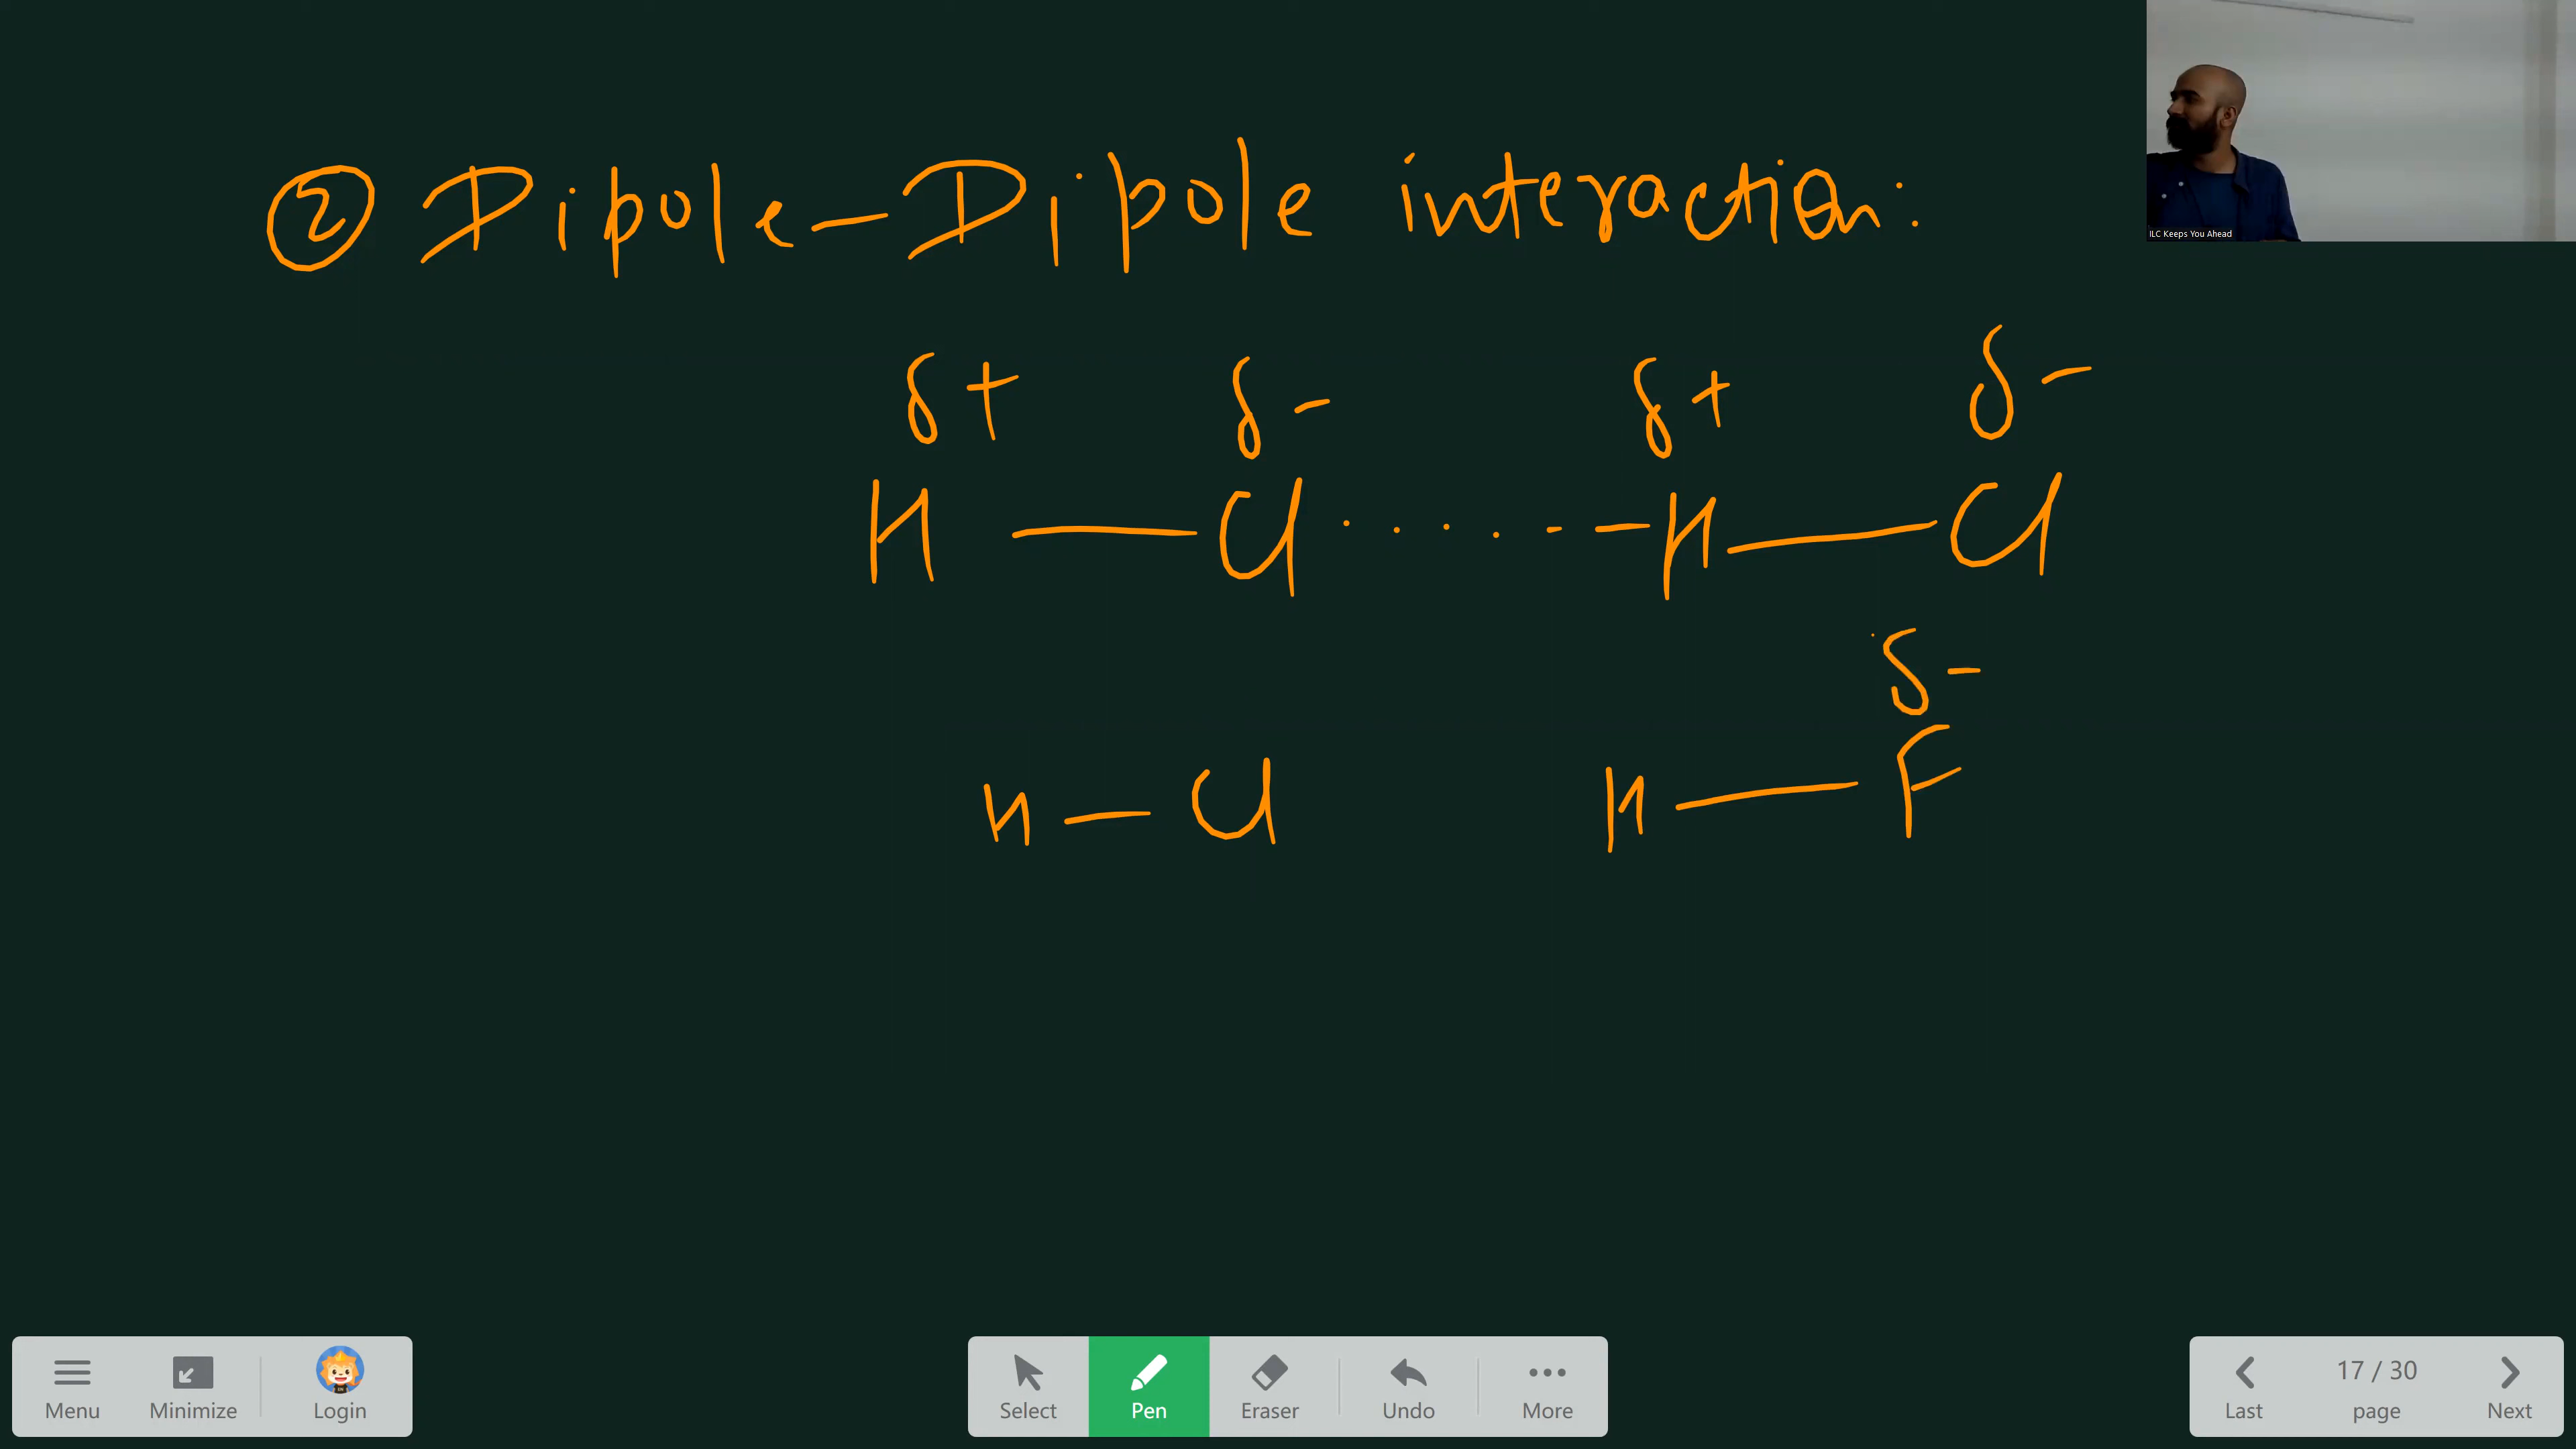 ② Dipole-Dipole interaction:
ILC Keeps You Ahead
δ+ δ- δ+ δ-
H — Cl ...... H — Cl
δ-
H — Cl H — F
Menu Minimize Login Select Pen Eraser Undo More 17 / 30 Last page Next